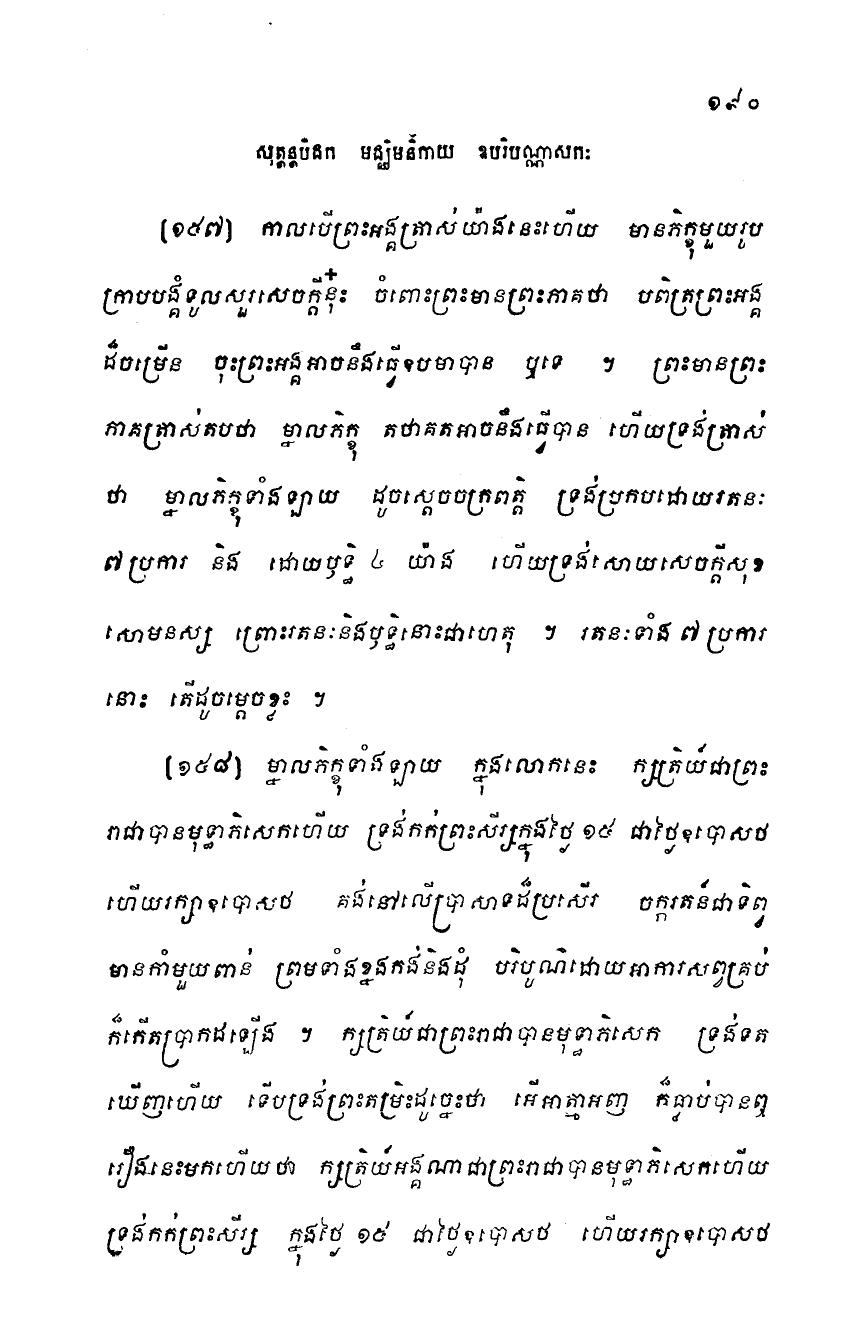 ១៩០
សុត្តន្តបិដក មជ្ឈិមនិកាយ ឧបរិបណ្ណាសកៈ
(១៥៧) កាលបើព្រះអង្គត្រាស់យ៉ាងនេះហើយ មានភិក្ខុមួយរូប
ក្រាបបង្គំទូលសួរសេចក្តីនុ៎ះ ចំពោះព្រះមានព្រះភាគថា បពិត្រព្រះអង្គ
ដ៏ចម្រើន ចុះព្រះអង្គអាចនឹងធ្វើឧបមាបាន ឬទេ ។ ព្រះមានព្រះ
ភាគត្រាស់តបថា ម្នាលភិក្ខុ តថាគតអាចនឹងធ្វើបាន ហើយទ្រង់ត្រាស់
ថា ម្នាលភិក្ខុទាំងឡាយ ដូចស្តេចចក្រពត្តិ ទ្រង់ប្រកបដោយរតនៈ
៧ប្រការ និង ដោយឫទ្ធិ ៤ យ៉ាង ហើយទ្រង់សោយសេចក្តីសុខ
សោមនស្ស ព្រោះរតនៈនិងឫទ្ធិនោះជាហេតុ ។ រតនៈទាំង ៧ ប្រការ
នោះ តើដូចម្តេចខ្លះ ។
(១៥៨) ម្នាលភិក្ខុទាំងឡាយ ក្នុងលោកនេះ ក្សត្រិយ៍ជាព្រះ
រាជាបានមុទ្ធាភិសេកហើយ ទ្រង់កក់ព្រះសីរ្សក្នុងថ្ងៃ ១៥ ជាថ្ងៃឧបោសថ
ហើយរក្សាឧបោសថ គង់នៅលើប្រាសាទដ៏ប្រសើរ ចក្ករតន៍ជាទិព្វ
មានកាំមួយពាន់ ព្រមទាំងខ្នងកង់និងដុំ បរិបូណ៌ដោយអាការសព្វគ្រប់
ក៏កើតប្រាកដឡើង ។ ក្សត្រិយ៍ជាព្រះរាជាបានមុទ្ធាភិសេក ទ្រង់ទត
ឃើញហើយ ទើបទ្រង់ព្រះតម្រិះដូច្នេះថា អើអាត្មាអញ ក៏ធ្លាប់បានឮ
រឿងនេះមកហើយថា ក្សត្រិយ៍អង្គណាជាព្រះរាជាបានមុទ្ធាភិសេកហើយ
ទ្រង់កក់ព្រះសីរ្ស ក្នុងថ្ងៃ ១៥ ជាថ្ងៃឧបោសថ ហើយរក្សាឧបោសថ